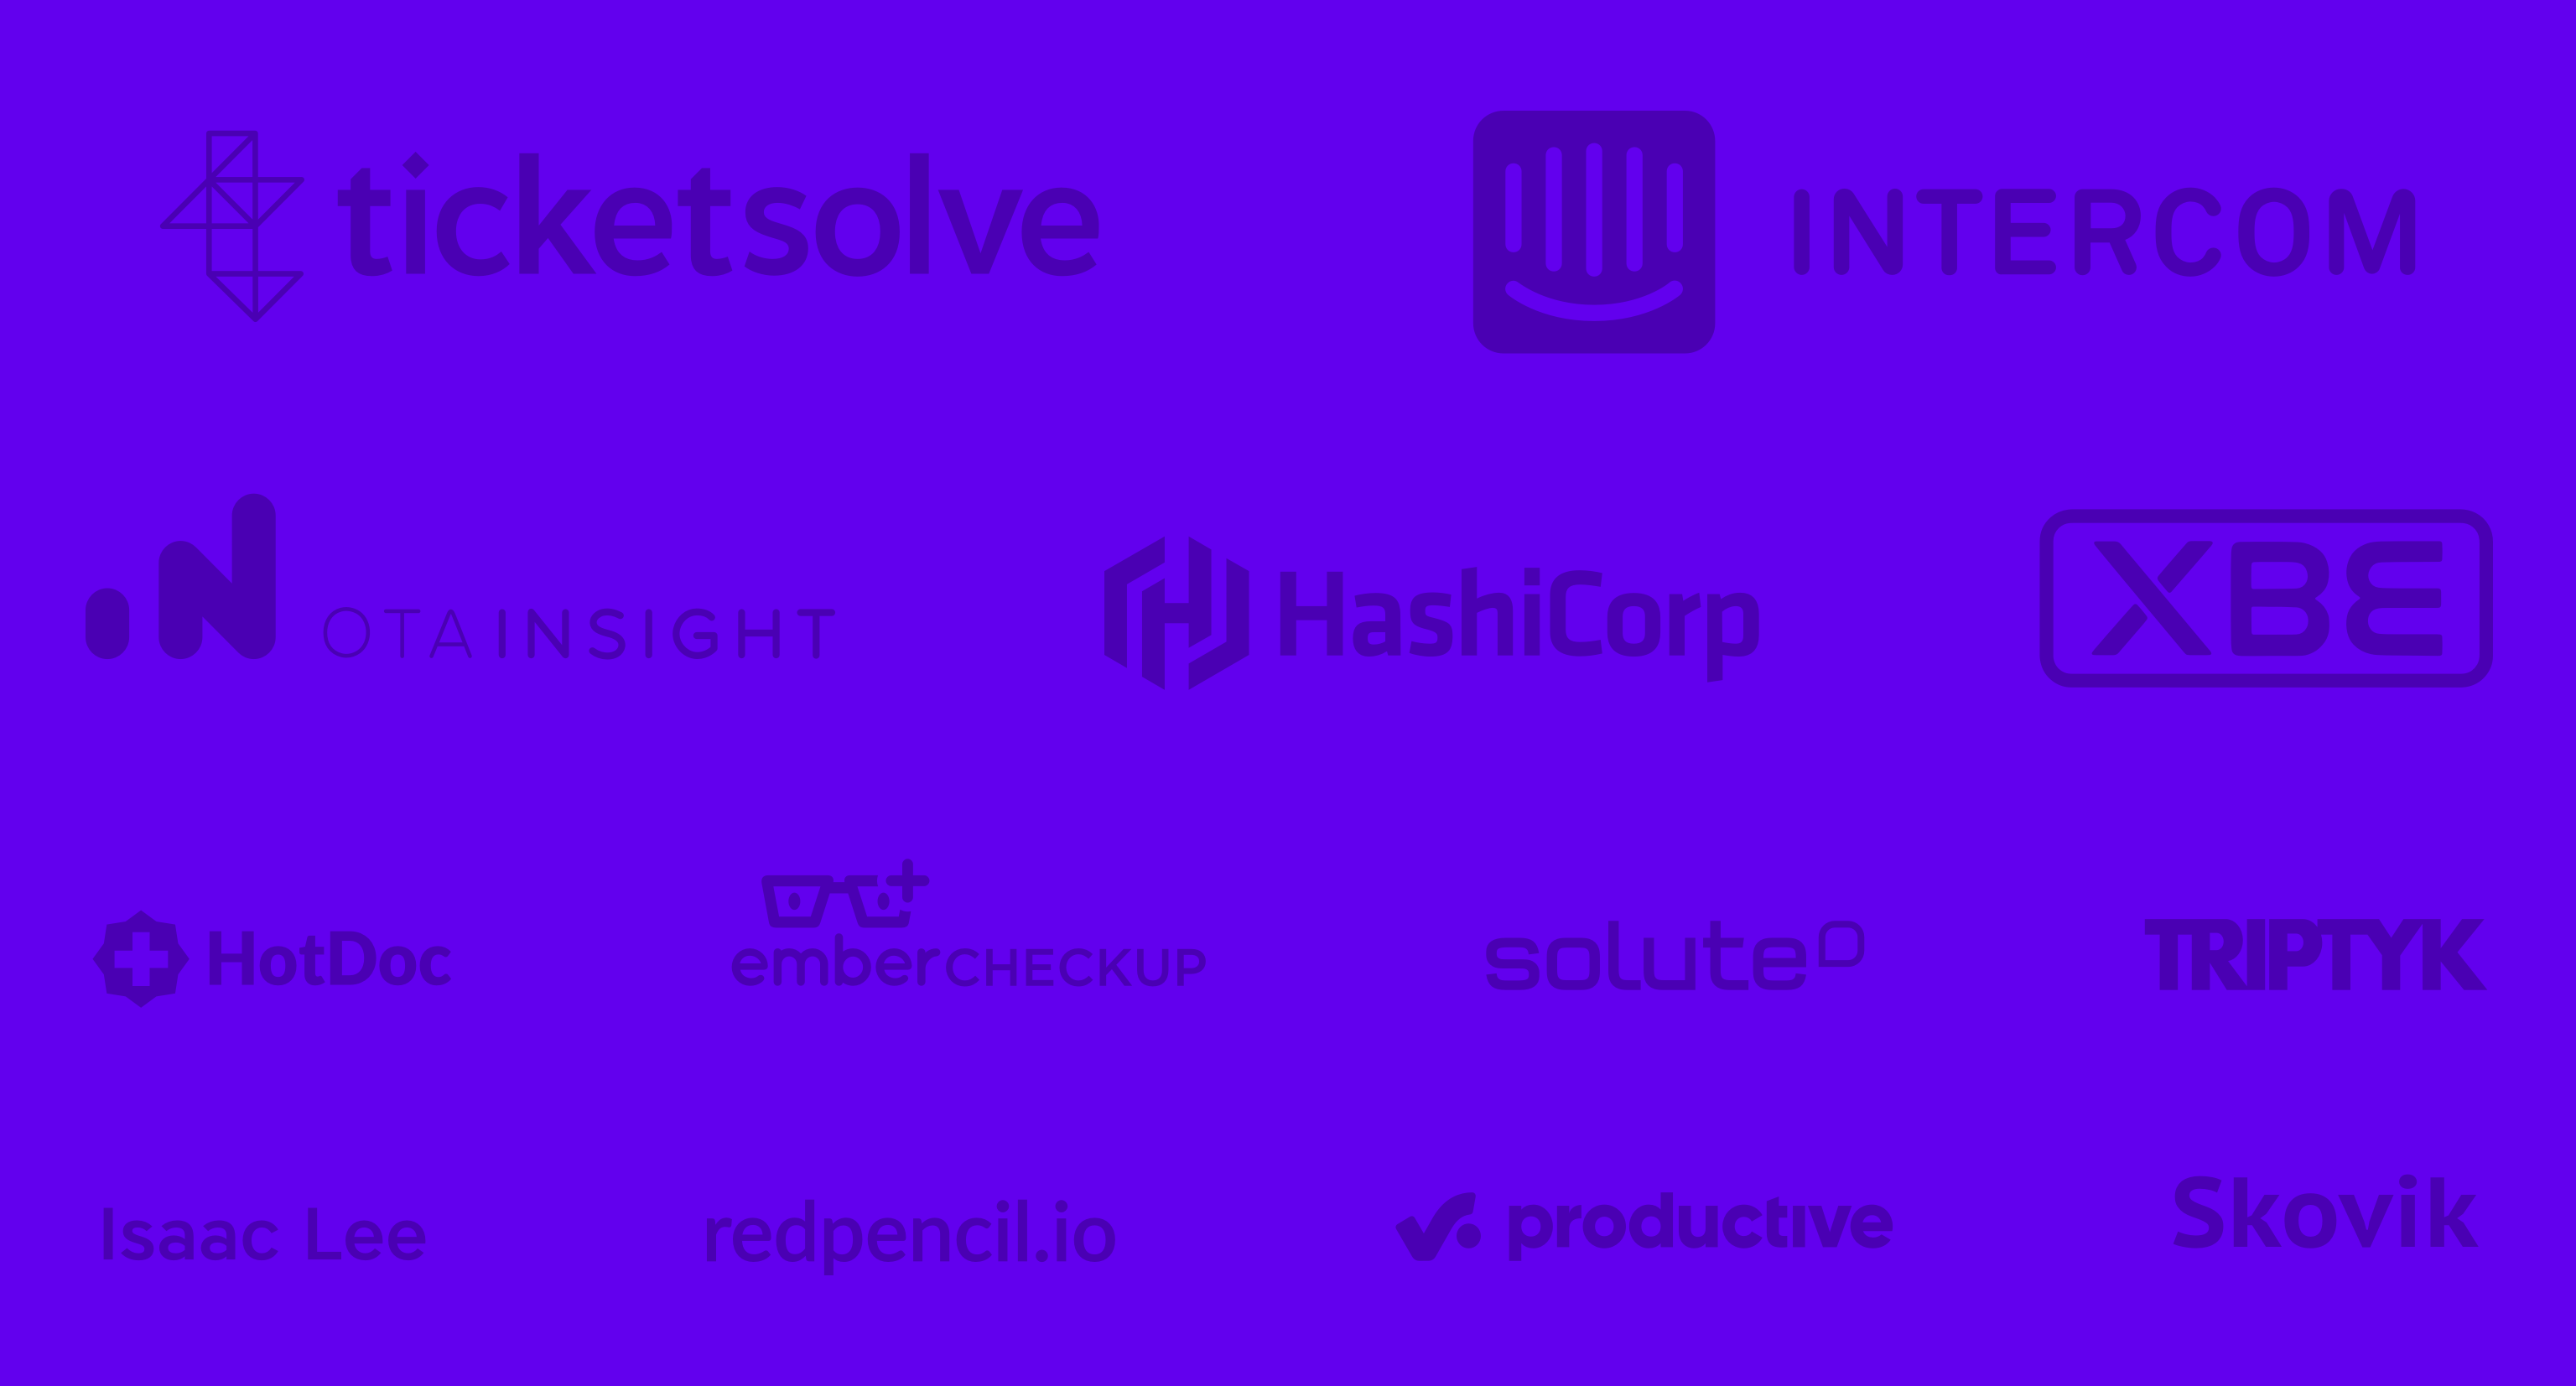 ticketsolve INTERCOM
OTA INSIGHT HashiCorp XBE
HotDoc emberCHECKUP solute TRIPTYK
Isaac Lee redpencil.io productive Skovik